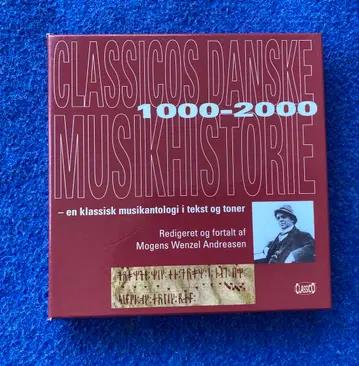 CLASSICOS DANSKE
1000-2000
MUSIKHISTORIE
– en klassisk musikantologi i tekst og toner
Redigeret og fortalt af
Mogens Wenzel Andreasen
CLASSICO